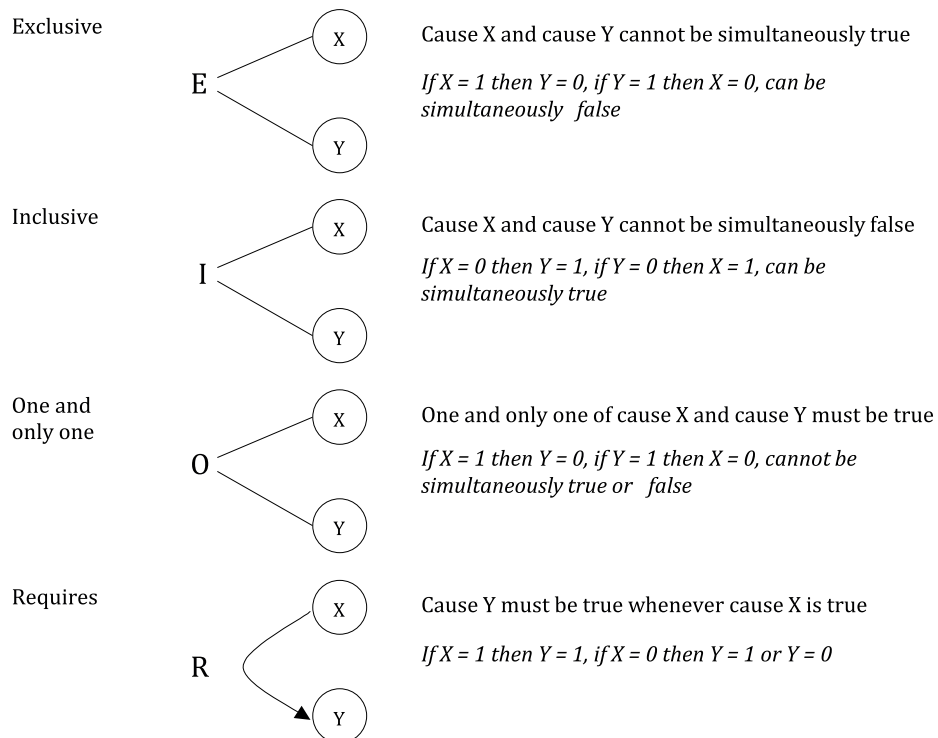 Exclusive
E
X
Y
Cause X and cause Y cannot be simultaneously true
If X = 1 then Y = 0, if Y = 1 then X = 0, can be
simultaneously false
Inclusive
I
X
Y
Cause X and cause Y cannot be simultaneously false
If X = 0 then Y = 1, if Y = 0 then X = 1, can be
simultaneously true
One and
only one
O
X
Y
One and only one of cause X and cause Y must be true
If X = 1 then Y = 0, if Y = 1 then X = 0, cannot be
simultaneously true or false
Requires
R
X
Y
Cause Y must be true whenever cause X is true
If X = 1 then Y = 1, if X = 0 then Y = 1 or Y = 0